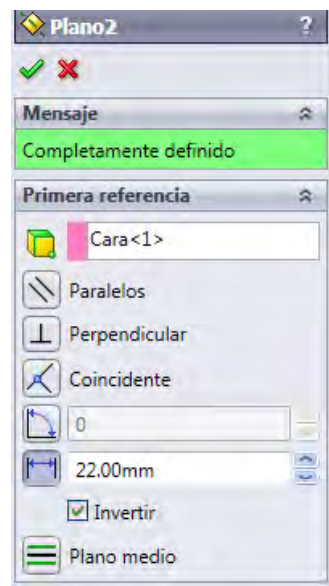 Plano2 ?
Mensaje
Completamente definido
Primera referencia
Cara<1>
Paralelos
Perpendicular
Coincidente
0
22.00mm
Invertir
Plano medio